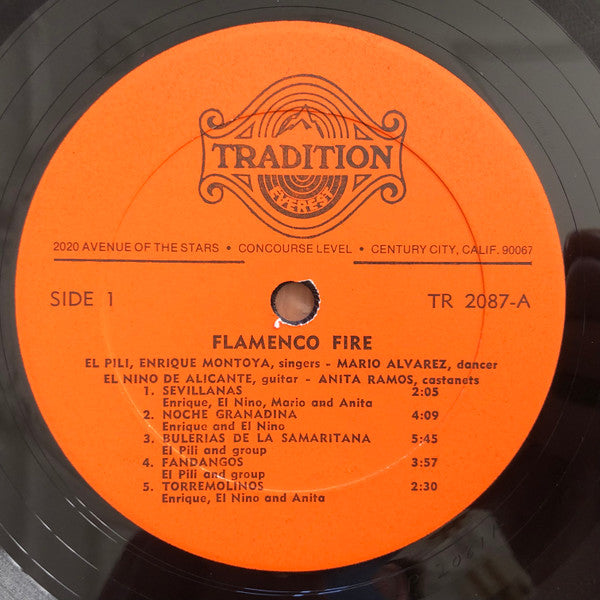 TRADITION
EVEREST
2020 AVENUE OF THE STARS • CONCOURSE LEVEL • CENTURY CITY, CALIF. 90067
SIDE 1 TR 2087-A
FLAMENCO FIRE
EL PILI, ENRIQUE MONTOYA, singers - MARIO ALVAREZ, dancer
EL NINO DE ALICANTE, guitar - ANITA RAMOS, castanets
1. SEVILLANAS 2:05
Enrique, El Nino, Mario and Anita
2. NOCHE GRANADINA 4:09
Enrique and El Nino
3. BULERIAS DE LA SAMARITANA 5:45
El Pili and group
4. FANDANGOS 3:57
El Pili and group
5. TORREMOLINOS 2:30
Enrique, El Nino and Anita